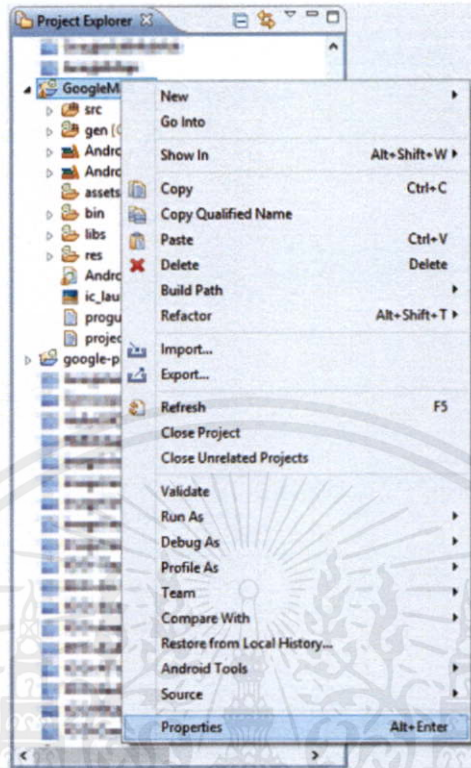 Project Explorer
GoogleM
src
gen
Andro
Andro
assets
bin
libs
res
Andro
ic_lau
progu
projec
google-p
New
Go Into
Show In Alt+Shift+W
Copy Ctrl+C
Copy Qualified Name
Paste Ctrl+V
Delete Delete
Build Path
Refactor Alt+Shift+T
Import...
Export...
Refresh F5
Close Project
Close Unrelated Projects
Validate
Run As
Debug As
Profile As
Team
Compare With
Restore from Local History...
Android Tools
Source
Properties Alt+Enter